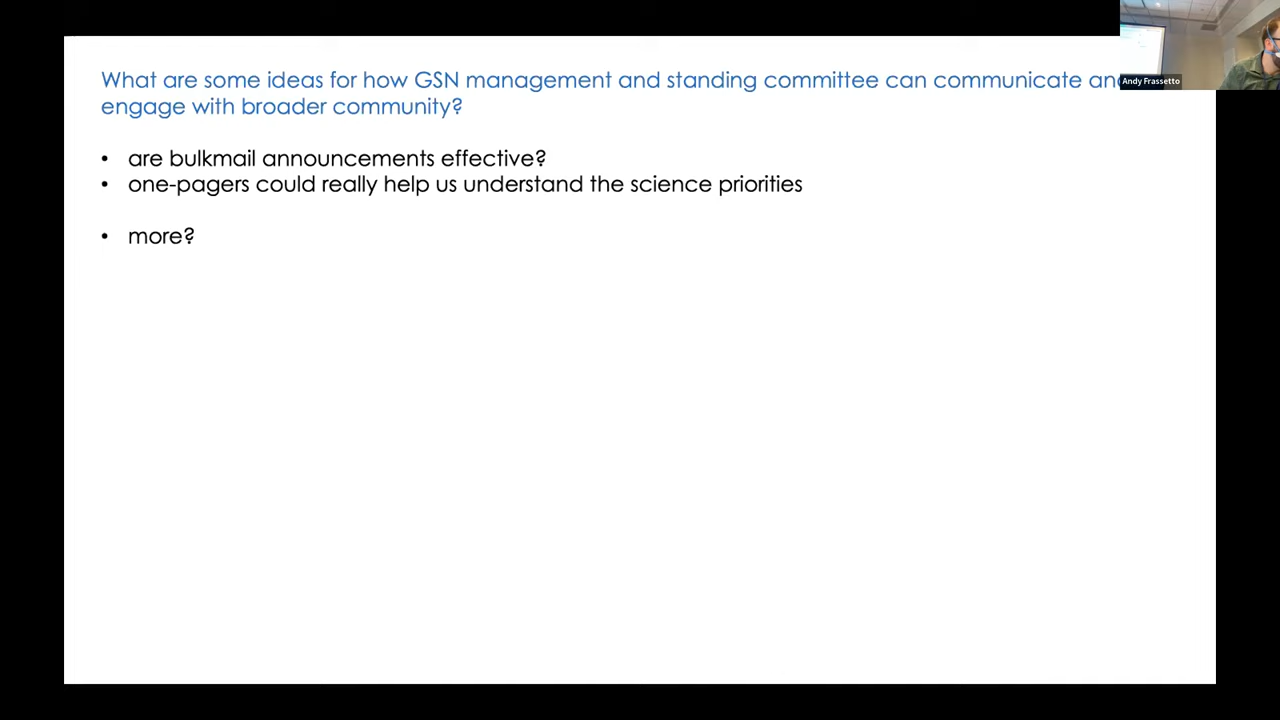 What are some ideas for how GSN management and standing committee can communicate and
engage with broader community?
• are bulkmail announcements effective?
• one-pagers could really help us understand the science priorities
• more?
Andy Frassetto